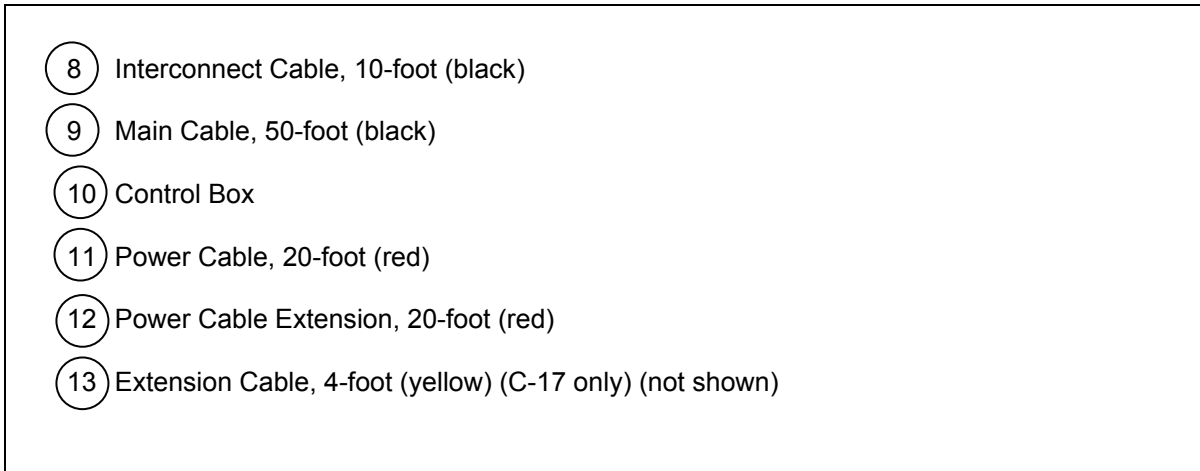 8 Interconnect Cable, 10-foot (black)
9 Main Cable, 50-foot (black)
10 Control Box
11 Power Cable, 20-foot (red)
12 Power Cable Extension, 20-foot (red)
13 Extension Cable, 4-foot (yellow) (C-17 only) (not shown)